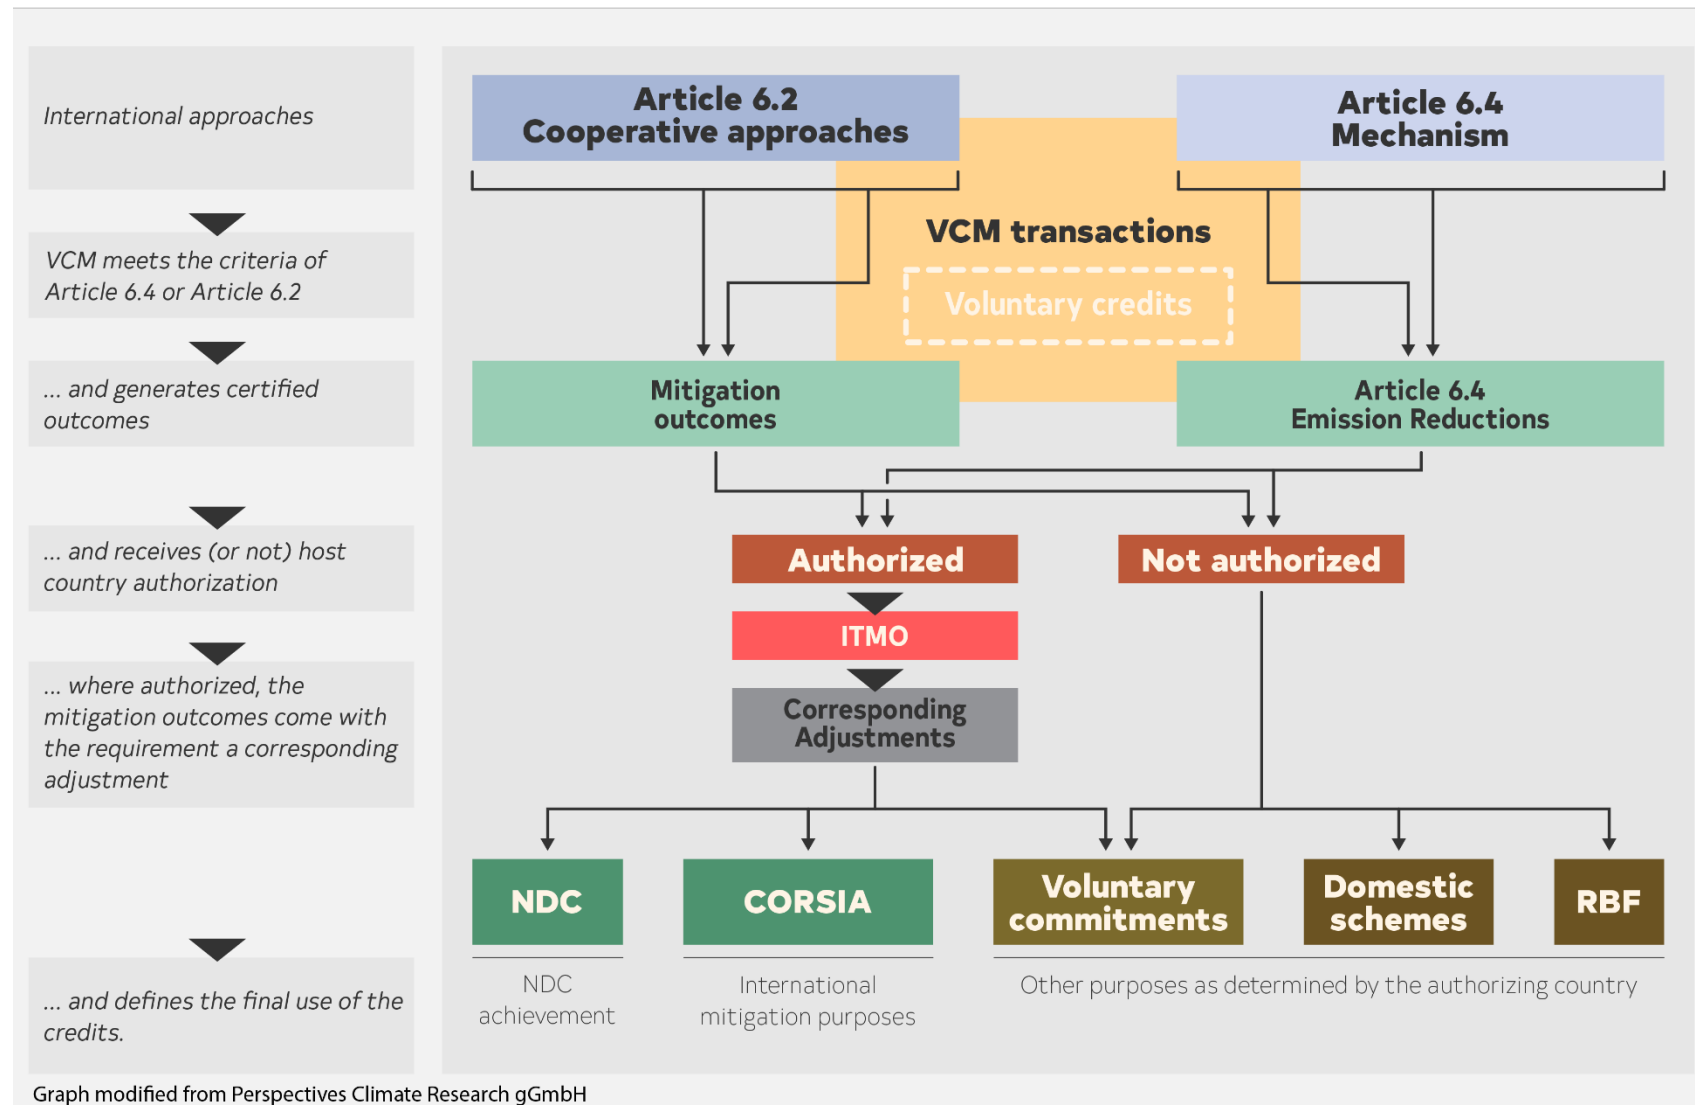 International approaches
VCM meets the criteria of
Article 6.4 or Article 6.2
... and generates certified
outcomes
... and receives (or not) host
country authorization
... where authorized, the
mitigation outcomes come with
the requirement a corresponding
adjustment
... and defines the final use of the
credits.
Article 6.2
Cooperative approaches
Article 6.4
Mechanism
VCM transactions
Voluntary credits
Mitigation
outcomes
Article 6.4
Emission Reductions
Authorized
Not authorized
ITMO
Corresponding
Adjustments
NDC
CORSIA
Voluntary
commitments
Domestic
schemes
RBF
NDC
achievement
International
mitigation purposes
Other purposes as determined by the authorizing country
Graph modified from Perspectives Climate Research gGmbH